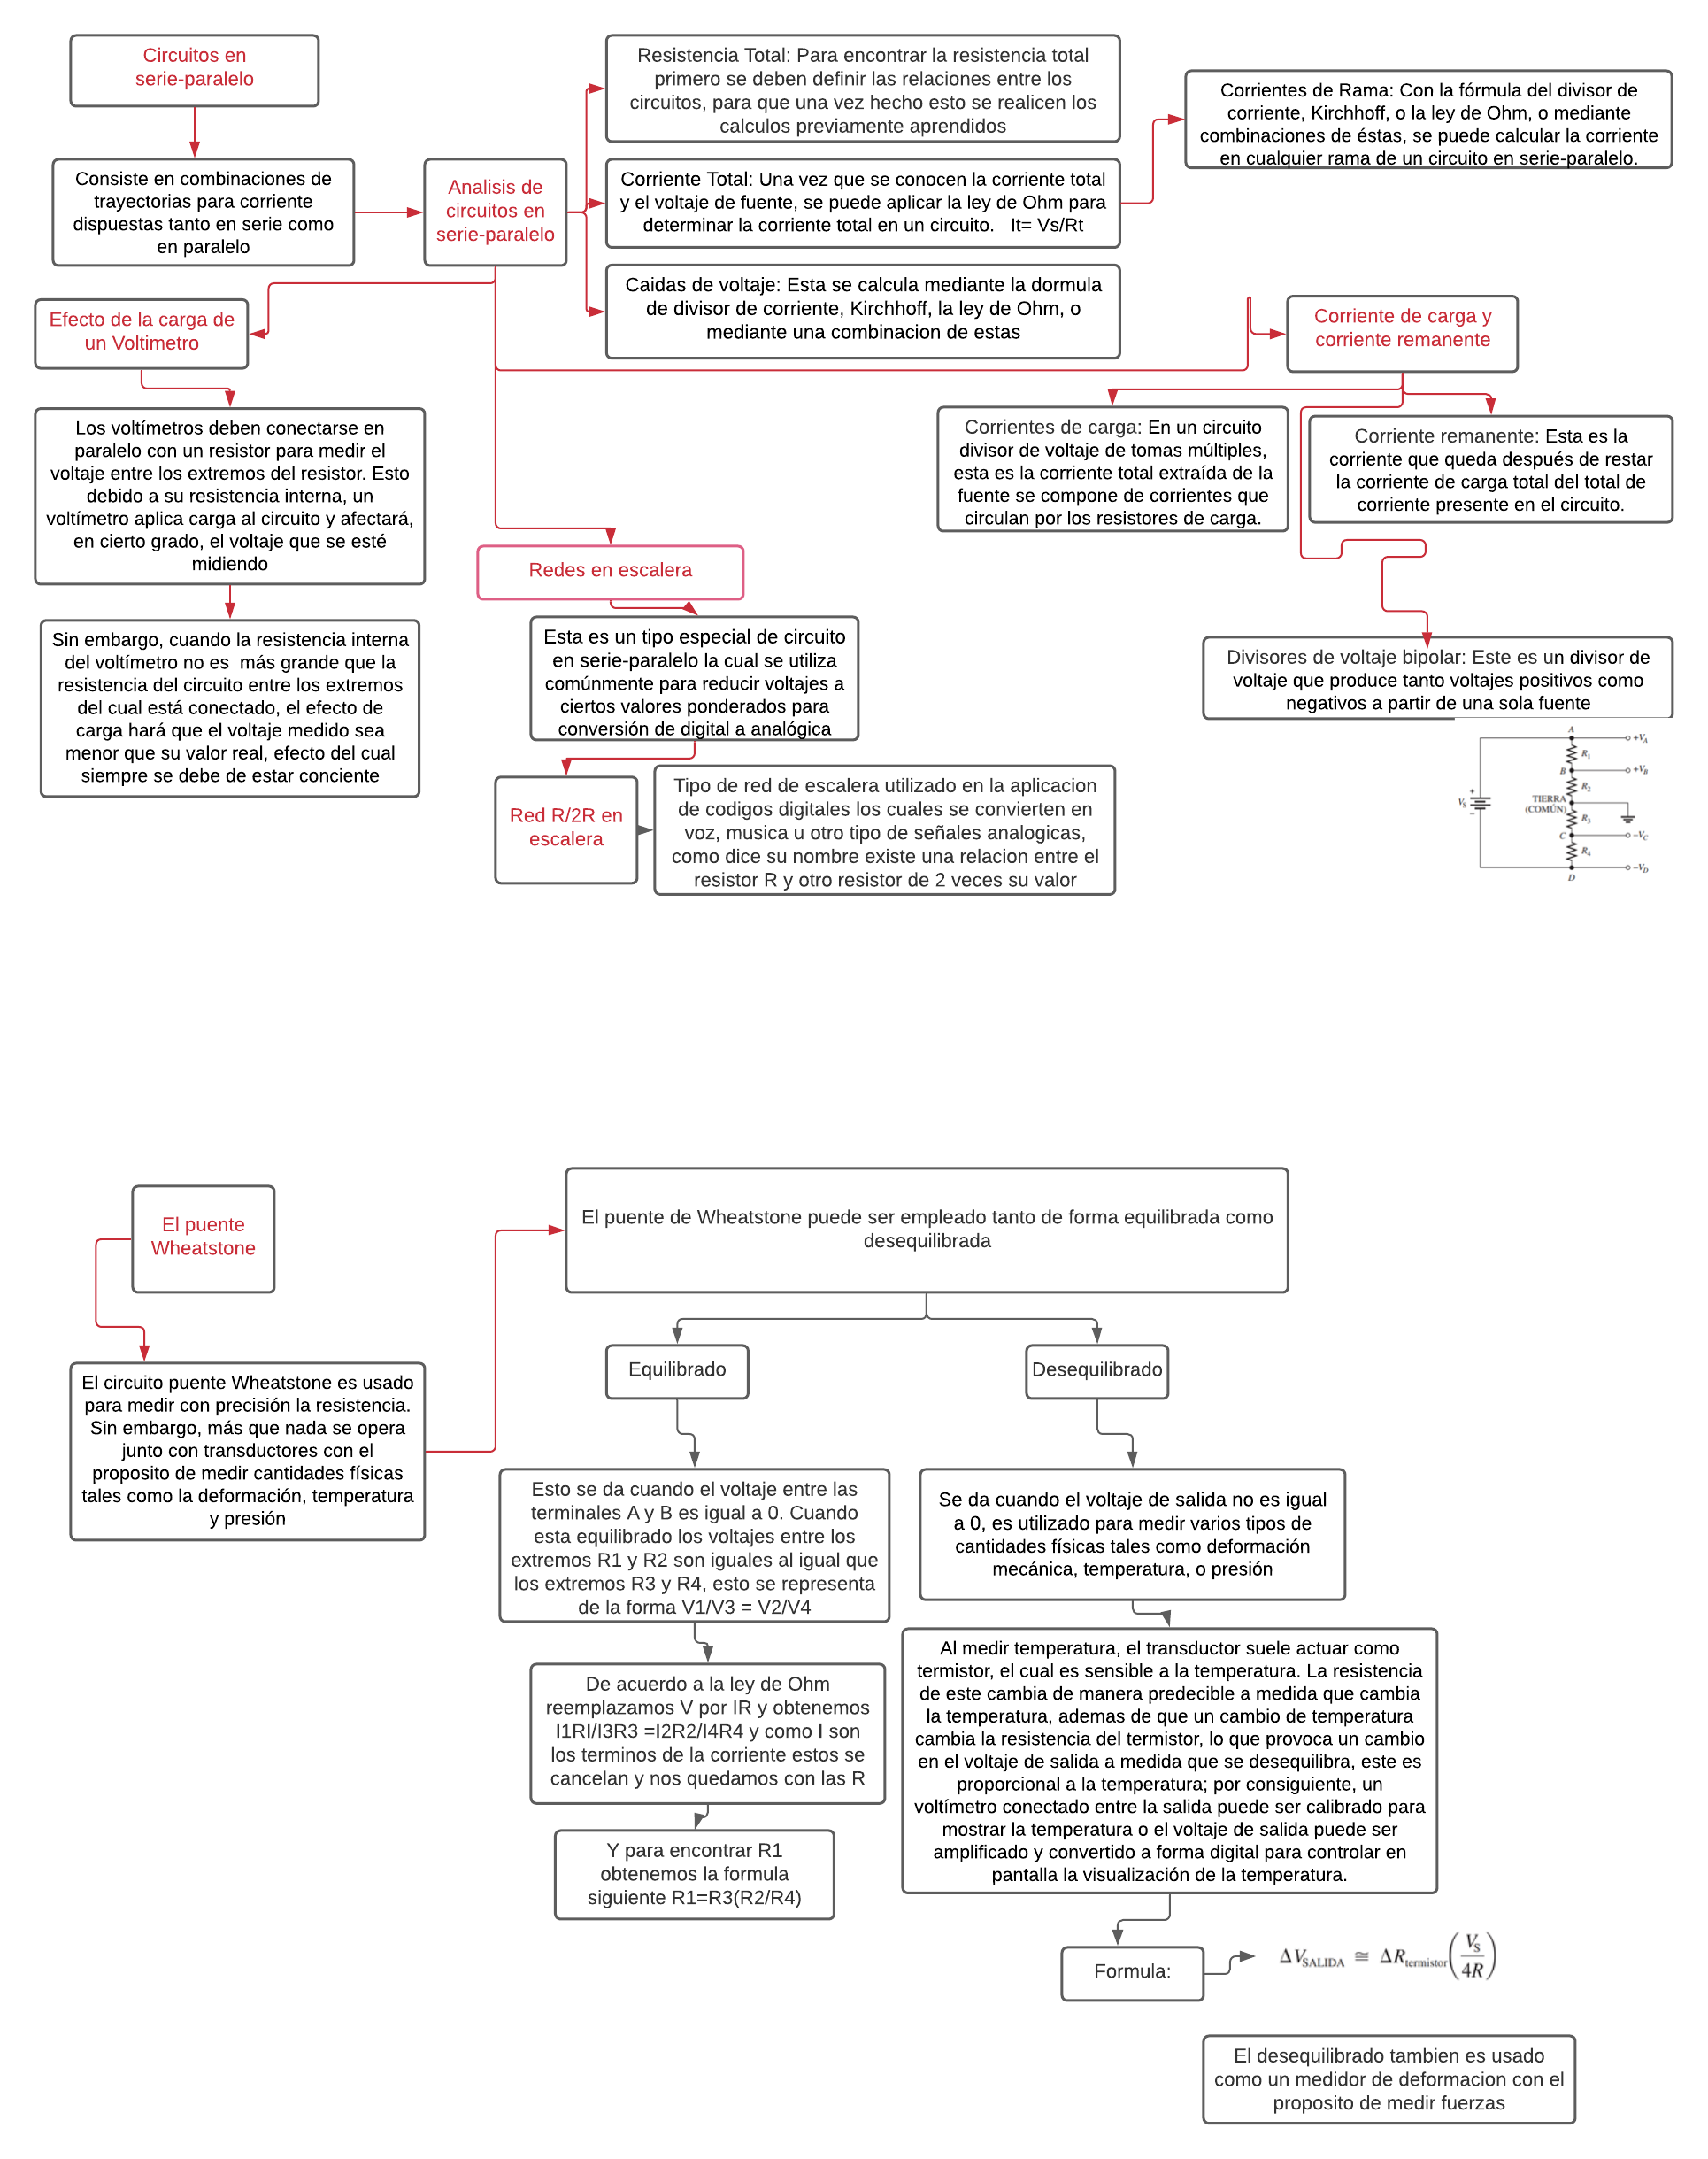 Circuitos en
serie-paralelo
Consiste en combinaciones de
trayectorias para corriente
dispuestas tanto en serie como
en paralelo
Analisis de
circuitos en
serie-paralelo
Resistencia Total: Para encontrar la resistencia total
primero se deben definir las relaciones entre los
circuitos, para que una vez hecho esto se realicen los
calculos previamente aprendidos
Corriente Total: Una vez que se conocen la corriente total
y el voltaje de fuente, se puede aplicar la ley de Ohm para
determinar la corriente total en un circuito.   It= Vs/Rt
Caidas de voltaje: Esta se calcula mediante la dormula
de divisor de corriente, Kirchhoff, la ley de Ohm, o
mediante una combinacion de estas
Corrientes de Rama: Con la fórmula del divisor de
corriente, Kirchhoff, o la ley de Ohm, o mediante
combinaciones de éstas, se puede calcular la corriente
en cualquier rama de un circuito en serie-paralelo.
Efecto de la carga de
un Voltimetro
Los voltímetros deben conectarse en
paralelo con un resistor para medir el
voltaje entre los extremos del resistor. Esto
debido a su resistencia interna, un
voltímetro aplica carga al circuito y afectará,
en cierto grado, el voltaje que se esté
midiendo
Sin embargo, cuando la resistencia interna
del voltímetro no es  más grande que la
resistencia del circuito entre los extremos
del cual está conectado, el efecto de
carga hará que el voltaje medido sea
menor que su valor real, efecto del cual
siempre se debe de estar conciente
Redes en escalera
Esta es un tipo especial de circuito
en serie-paralelo la cual se utiliza
comúnmente para reducir voltajes a
ciertos valores ponderados para
conversión de digital a analógica
Red R/2R en
escalera
Tipo de red de escalera utilizado en la aplicacion
de codigos digitales los cuales se convierten en
voz, musica u otro tipo de señales analogicas,
como dice su nombre existe una relacion entre el
resistor R y otro resistor de 2 veces su valor
Corriente de carga y
corriente remanente
Corrientes de carga: En un circuito
divisor de voltaje de tomas múltiples,
esta es la corriente total extraída de la
fuente se compone de corrientes que
circulan por los resistores de carga.
Corriente remanente: Esta es la
corriente que queda después de restar
la corriente de carga total del total de
corriente presente en el circuito.
Divisores de voltaje bipolar: Este es un divisor de
voltaje que produce tanto voltajes positivos como
negativos a partir de una sola fuente
A
+VA
R1
B
+VB
R2
VS
+
−
TIERRA
(COMÚN)
R3
C
−VC
R4
D
−VD
El puente
Wheatstone
El circuito puente Wheatstone es usado
para medir con precisión la resistencia.
Sin embargo, más que nada se opera
junto con transductores con el
proposito de medir cantidades físicas
tales como la deformación, temperatura
y presión
El puente de Wheatstone puede ser empleado tanto de forma equilibrada como
desequilibrada
Equilibrado
Esto se da cuando el voltaje entre las
terminales A y B es igual a 0. Cuando
esta equilibrado los voltajes entre los
extremos R1 y R2 son iguales al igual que
los extremos R3 y R4, esto se representa
de la forma V1/V3 = V2/V4
De acuerdo a la ley de Ohm
reemplazamos V por IR y obtenemos
I1RI/I3R3 =I2R2/I4R4 y como I son
los terminos de la corriente estos se
cancelan y nos quedamos con las R
Y para encontrar R1
obtenemos la formula
siguiente R1=R3(R2/R4)
Desequilibrado
Se da cuando el voltaje de salida no es igual
a 0, es utilizado para medir varios tipos de
cantidades físicas tales como deformación
mecánica, temperatura, o presión
Al medir temperatura, el transductor suele actuar como
termistor, el cual es sensible a la temperatura. La resistencia
de este cambia de manera predecible a medida que cambia
la temperatura, ademas de que un cambio de temperatura
cambia la resistencia del termistor, lo que provoca un cambio
en el voltaje de salida a medida que se desequilibra, este es
proporcional a la temperatura; por consiguiente, un
voltímetro conectado entre la salida puede ser calibrado para
mostrar la temperatura o el voltaje de salida puede ser
amplificado y convertido a forma digital para controlar en
pantalla la visualización de la temperatura.
Formula:
ΔVSALIDA ≅ ΔRtermistor(VS/4R)
El desequilibrado tambien es usado
como un medidor de deformacion con el
proposito de medir fuerzas